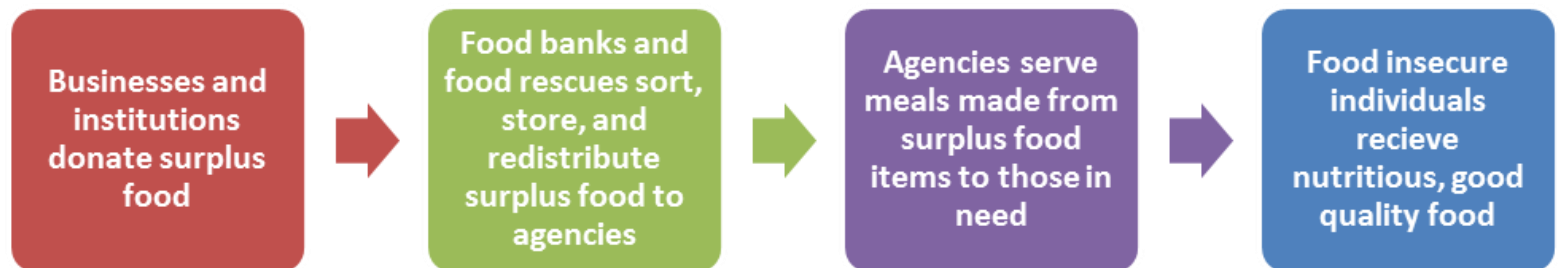 Businesses and
institutions
donate surplus
food
Food banks and
food rescues sort,
store, and
redistribute
surplus food to
agencies
Agencies serve
meals made from
surplus food
items to those in
need
Food insecure
individuals
recieve
nutritious, good
quality food